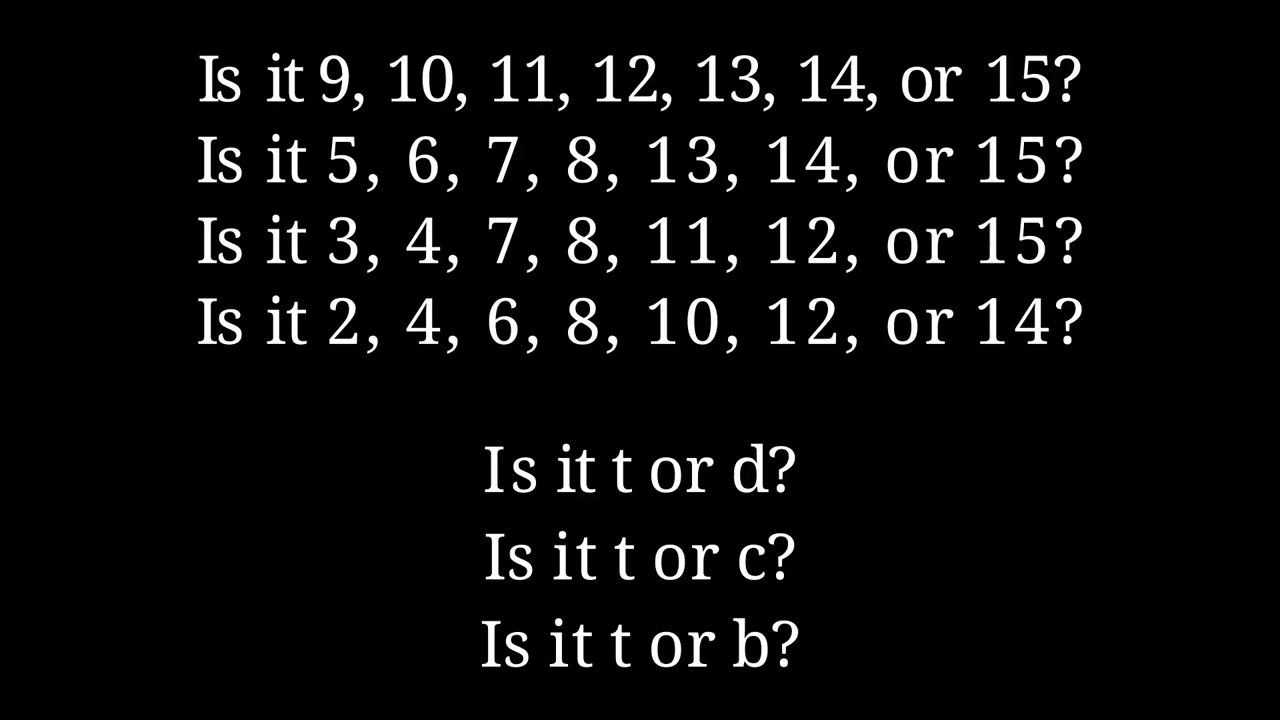 Is it 9, 10, 11, 12, 13, 14, or 15?
Is it 5, 6, 7, 8, 13, 14, or 15?
Is it 3, 4, 7, 8, 11, 12, or 15?
Is it 2, 4, 6, 8, 10, 12, or 14?
Is it t or d?
Is it t or c?
Is it t or b?